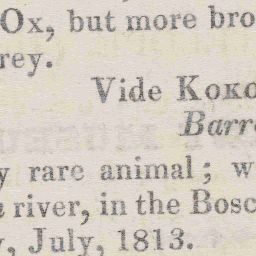 Ox, but more bro
rey.
Vide Koko
Barr
y rare animal; w
river, in the Bosc
, July, 1813.